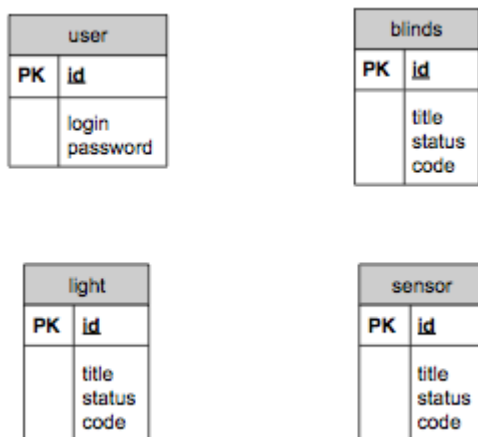 user
PK id
login
password
blinds
PK id
title
status
code
light
PK id
title
status
code
sensor
PK id
title
status
code